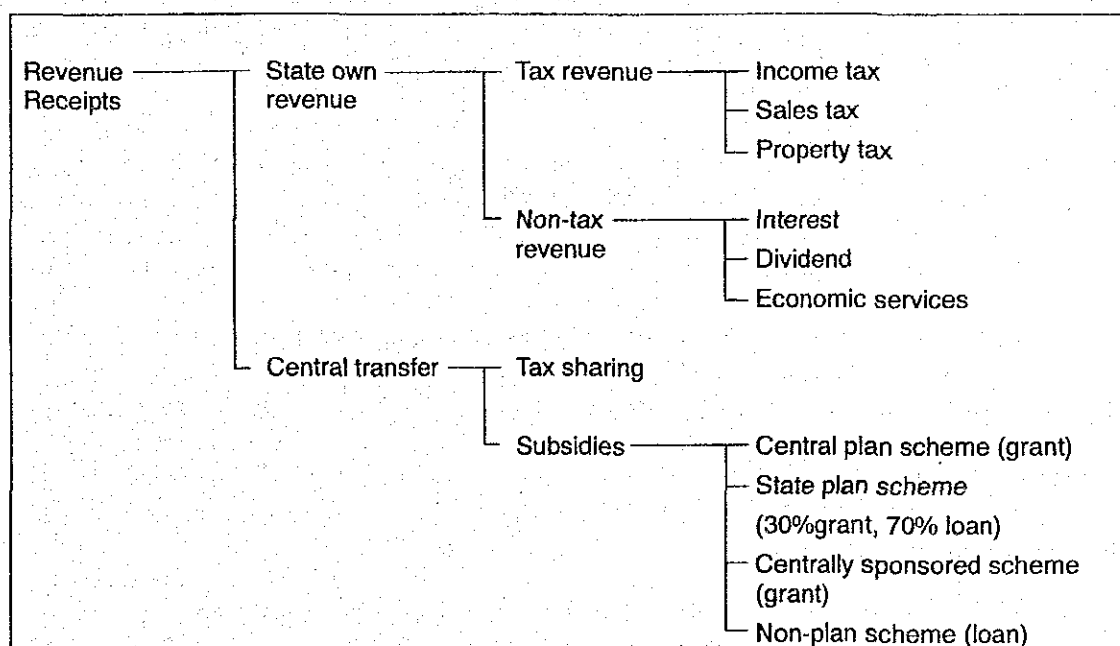 Revenue Receipts
State own revenue
Tax revenue
Income tax
Sales tax
Property tax
Non-tax revenue
Interest
Dividend
Economic services
Central transfer
Tax sharing
Subsidies
Central plan scheme (grant)
State plan scheme
(30%grant, 70% loan)
Centrally sponsored scheme
(grant)
Non-plan scheme (loan)